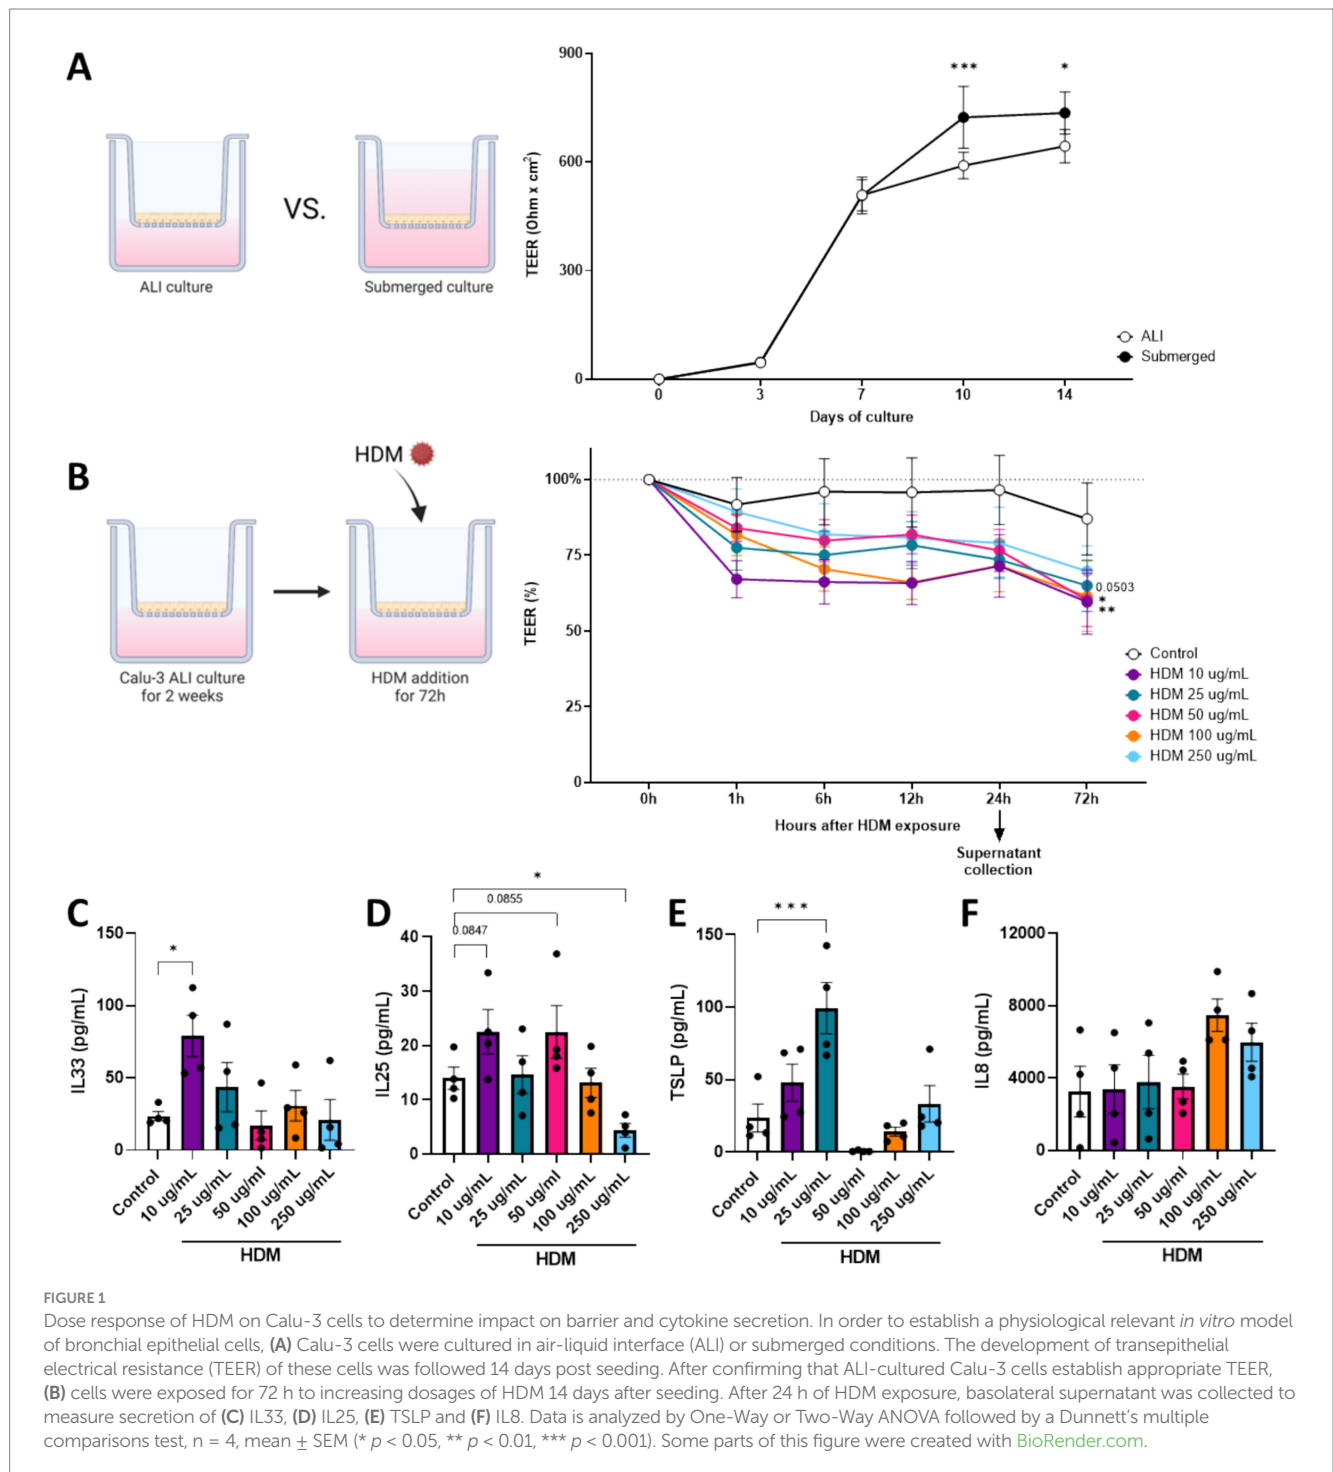 A
ALI culture
VS.
Submerged culture
TEER (Ohm x cm²)
900
600
300
0
***
*
ALI
Submerged
0
3
7
10
14
Days of culture
B
HDM
Calu-3 ALI culture
for 2 weeks
HDM addition
for 72h
TEER (%)
100%
75
50
25
0
0.0503
*
**
Control
HDM 10 ug/mL
HDM 25 ug/mL
HDM 50 ug/mL
HDM 100 ug/mL
HDM 250 ug/mL
0h
1h
6h
12h
24h
72h
Hours after HDM exposure
Supernatant
collection
C
IL33 (pg/mL)
150
100
50
0
*
Control
10 ug/mL
25 ug/mL
50 ug/ml
100 ug/mL
250 ug/mL
HDM
D
IL25 (pg/mL)
40
30
20
10
0
*
0.0855
0.0847
Control
10 ug/mL
25 ug/mL
50 ug/ml
100 ug/mL
250 ug/mL
HDM
E
TSLP (pg/mL)
150
100
50
0
***
Control
10 ug/mL
25 ug/mL
50 ug/ml
100 ug/mL
250 ug/mL
HDM
F
IL8 (pg/mL)
12000
8000
4000
0
Control
10 ug/mL
25 ug/mL
50 ug/ml
100 ug/mL
250 ug/mL
HDM
FIGURE 1
Dose response of HDM on Calu-3 cells to determine impact on barrier and cytokine secretion. In order to establish a physiological relevant in vitro model
of bronchial epithelial cells, (A) Calu-3 cells were cultured in air-liquid interface (ALI) or submerged conditions. The development of transepithelial
electrical resistance (TEER) of these cells was followed 14 days post seeding. After confirming that ALI-cultured Calu-3 cells establish appropriate TEER,
(B) cells were exposed for 72 h to increasing dosages of HDM 14 days after seeding. After 24 h of HDM exposure, basolateral supernatant was collected to
measure secretion of (C) IL33, (D) IL25, (E) TSLP and (F) IL8. Data is analyzed by One-Way or Two-Way ANOVA followed by a Dunnett's multiple
comparisons test, n = 4, mean ± SEM (* p < 0.05, ** p < 0.01, *** p < 0.001). Some parts of this figure were created with BioRender.com.